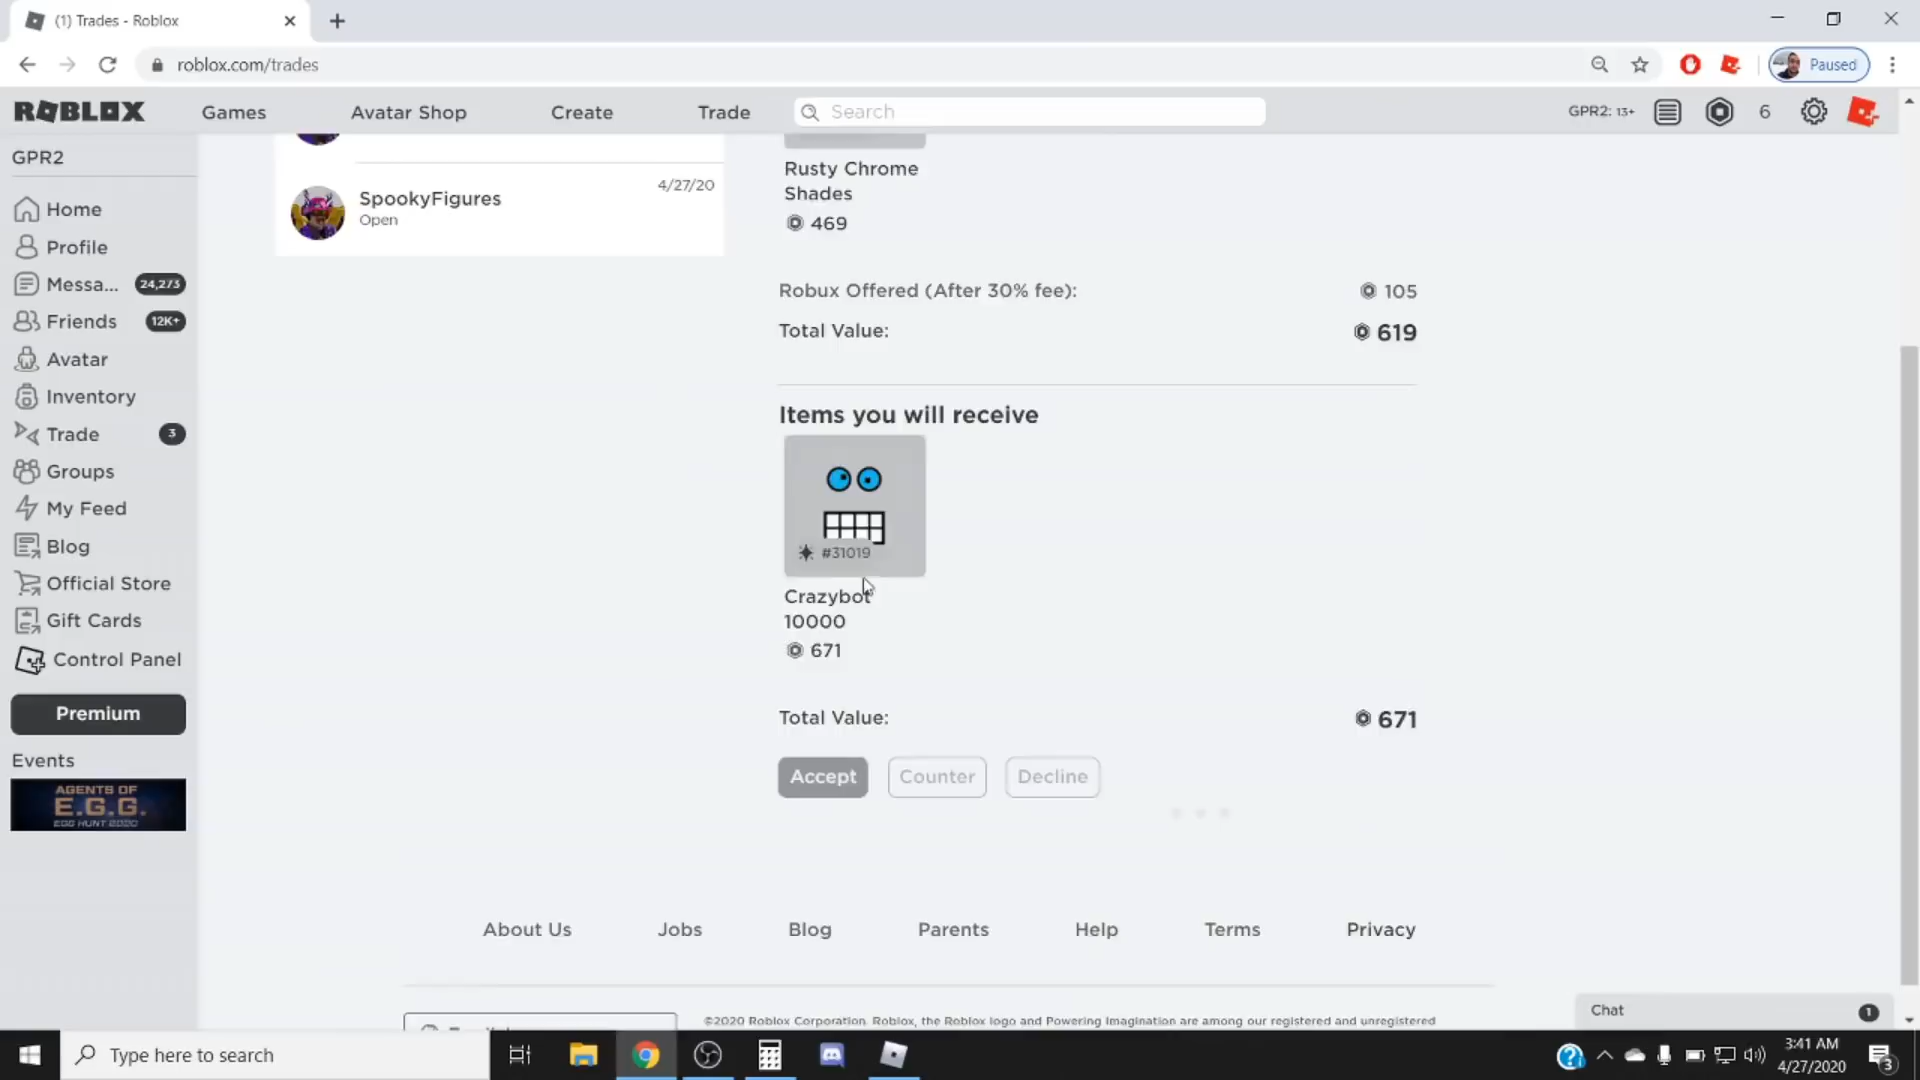 (1) Trades - Roblox
roblox.com/trades
Paused
ROBLOX
Games
Avatar Shop
Create
Trade
Search
GPR2: 13+
6
GPR2
Home
Profile
Messa... 24,273
Friends 12K+
Avatar
Inventory
Trade 3
Groups
My Feed
Blog
Official Store
Gift Cards
Control Panel
Premium
Events
AGENTS OF
E.G.G.
EGG HUNT 2020
SpookyFigures
Open
4/27/20
Rusty Chrome
Shades
469
Robux Offered (After 30% fee): 105
Total Value: 619
Items you will receive
#31019
Crazybot
10000
671
Total Value: 671
Accept
Counter
Decline
About Us
Jobs
Blog
Parents
Help
Terms
Privacy
©2020 Roblox Corporation. Roblox, the Roblox logo and Powering Imagination are among our registered and unregistered
Chat 1
Type here to search
3:41 AM
4/27/2020
3